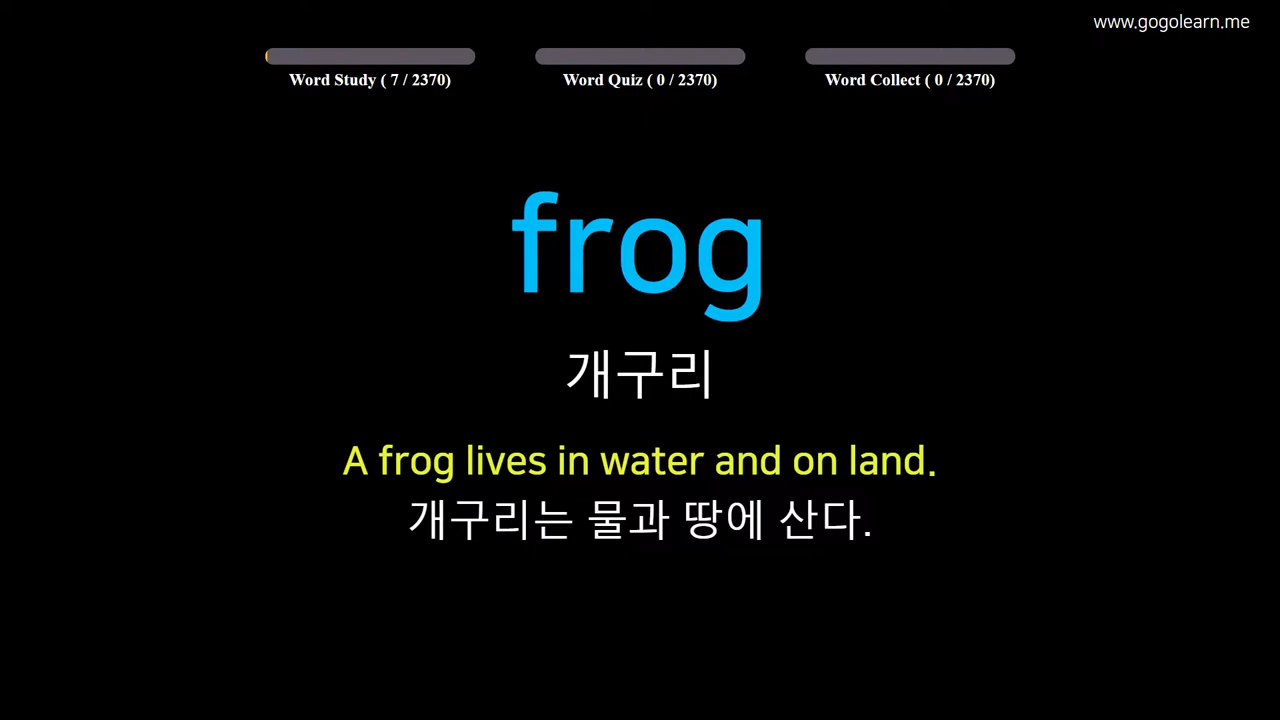 www.gogolearn.me
Word Study ( 7 / 2370)
Word Quiz ( 0 / 2370)
Word Collect ( 0 / 2370)
frog
개구리
A frog lives in water and on land.
개구리는 물과 땅에 산다.